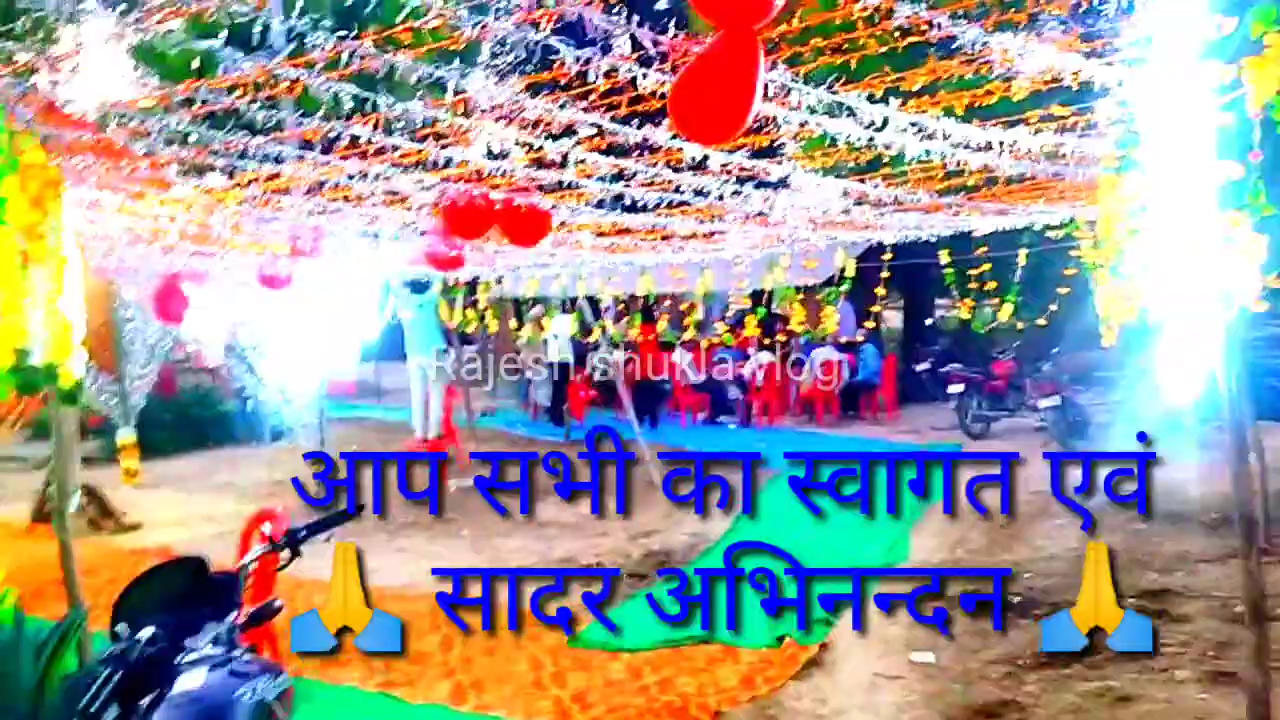 Rajesh shukla vlog
आप सभी का स्वागत एवं
🙏 सादर अभिनन्दन 🙏